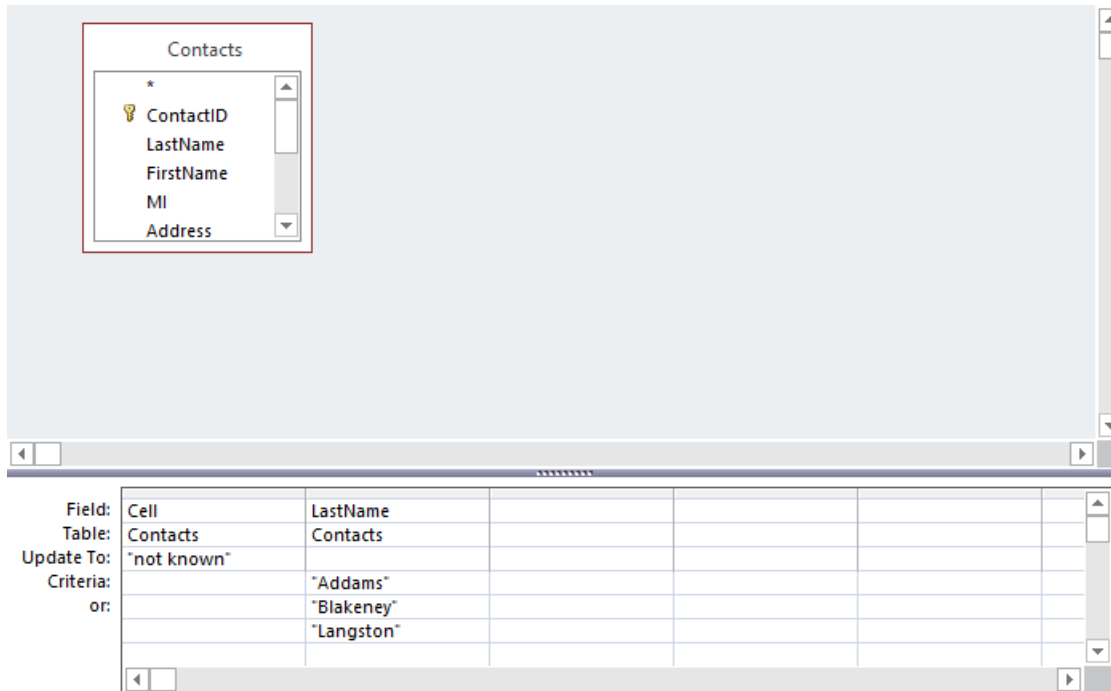 Contacts
*
ContactID
LastName
FirstName
MI
Address
Field: Cell LastName
Table: Contacts Contacts
Update To: "not known"
Criteria: "Addams"
or: "Blakeney"
"Langston"